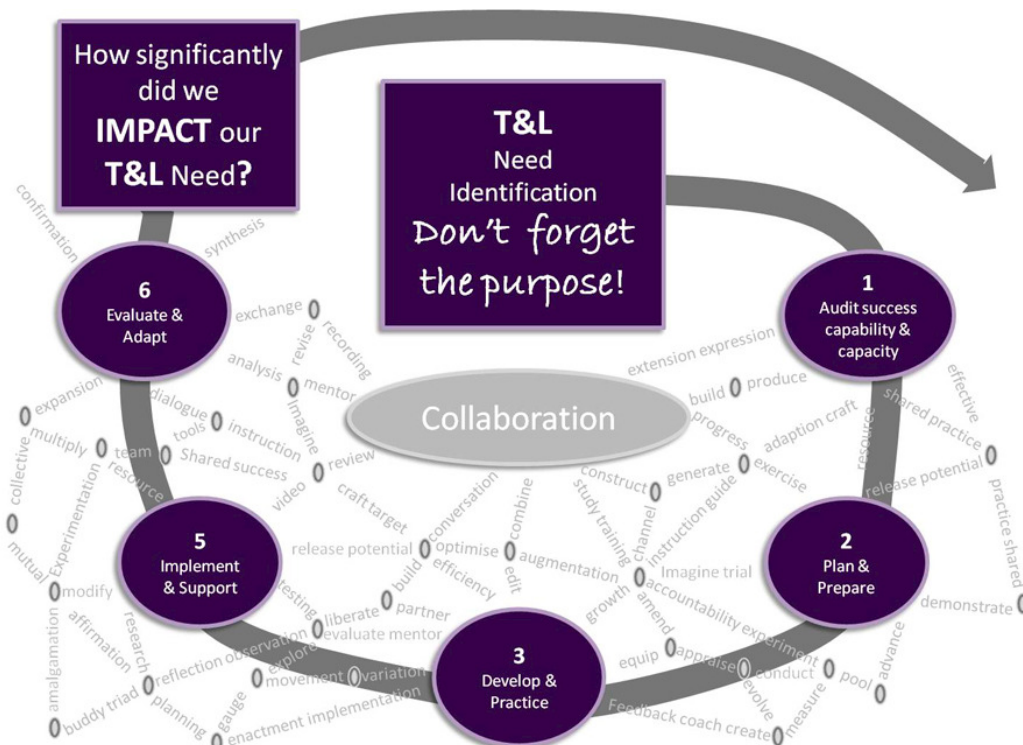 How significantly
did we
IMPACT our
T&L Need?
T&L
Need
Identification
Don't forget
the purpose!
1
Audit success
capability &
capacity
2
Plan &
Prepare
3
Develop &
Practice
5
Implement
& Support
6
Evaluate &
Adapt
Collaboration
confirmation
synthesis
exchange
revise
recording
analysis
mentor
Imagine
review
video
expansion
dialogue
instruction
tools
multiply
team
Shared success
resource
collective
Experimentation
mutual
modify
affirmation
research
amalgamation
buddy triad
reflection observation
planning
gauge
explore
movement
variation
enactment implementation
testing
liberate
evaluate mentor
partner
build
craft target
conversation
release potential
optimise
efficiency
combine
edit
augmentation
construct
study training
channel
generate
instruction guide
growth
amend
accountability experiment
Imagine trial
equip
appraise
conduct
evolve
measure
pool
advance
Feedback coach create
demonstrate
practice shared
release potential
shared practice
effective
resource
extension expression
build
produce
progress
adaption craft
exercise